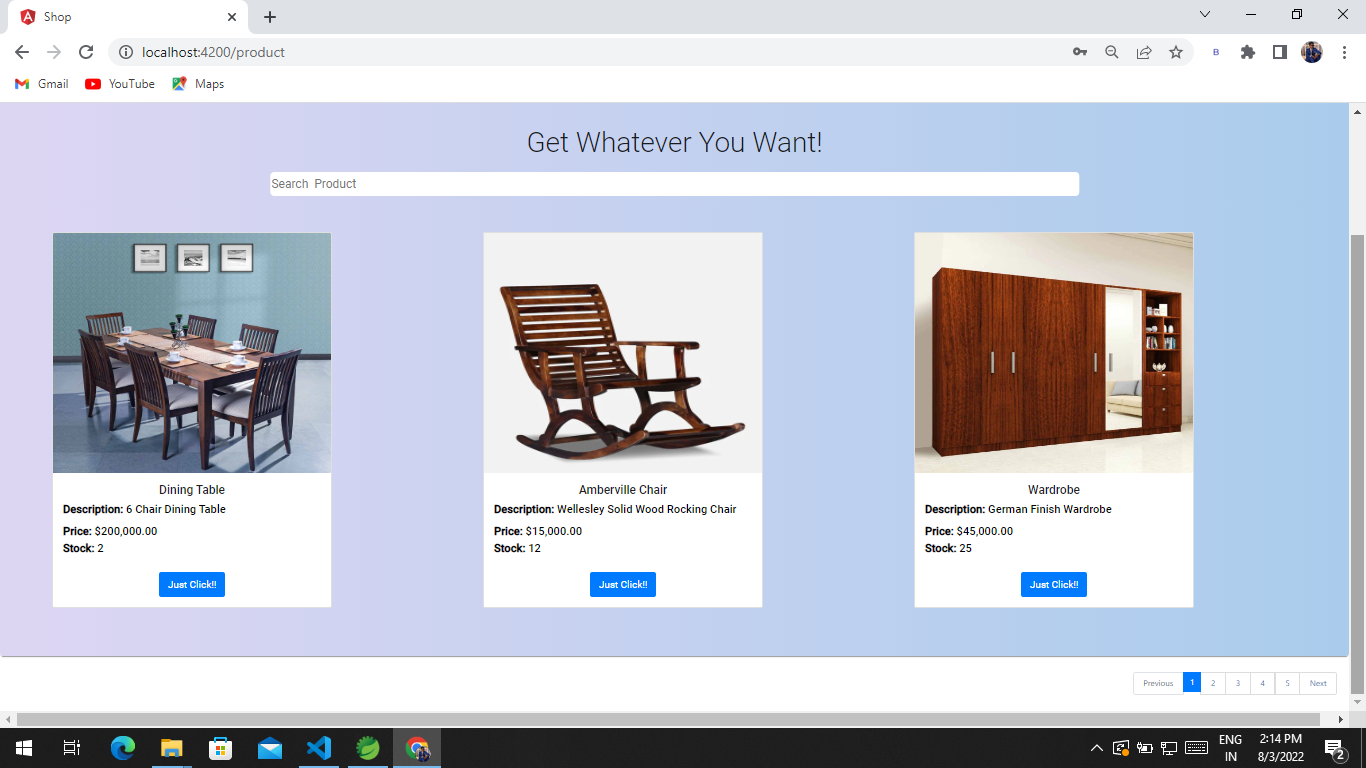 Shop
localhost:4200/product
B
Gmail
YouTube
Maps
Get Whatever You Want!
Search Product
Dining Table
Description: 6 Chair Dining Table
Price: $200,000.00
Stock: 2
Just Click!!
Amberville Chair
Description: Wellesley Solid Wood Rocking Chair
Price: $15,000.00
Stock: 12
Just Click!!
Wardrobe
Description: German Finish Wardrobe
Price: $45,000.00
Stock: 25
Just Click!!
Previous 1 2 3 4 5 Next
ENG
IN
2:14 PM
8/3/2022
2